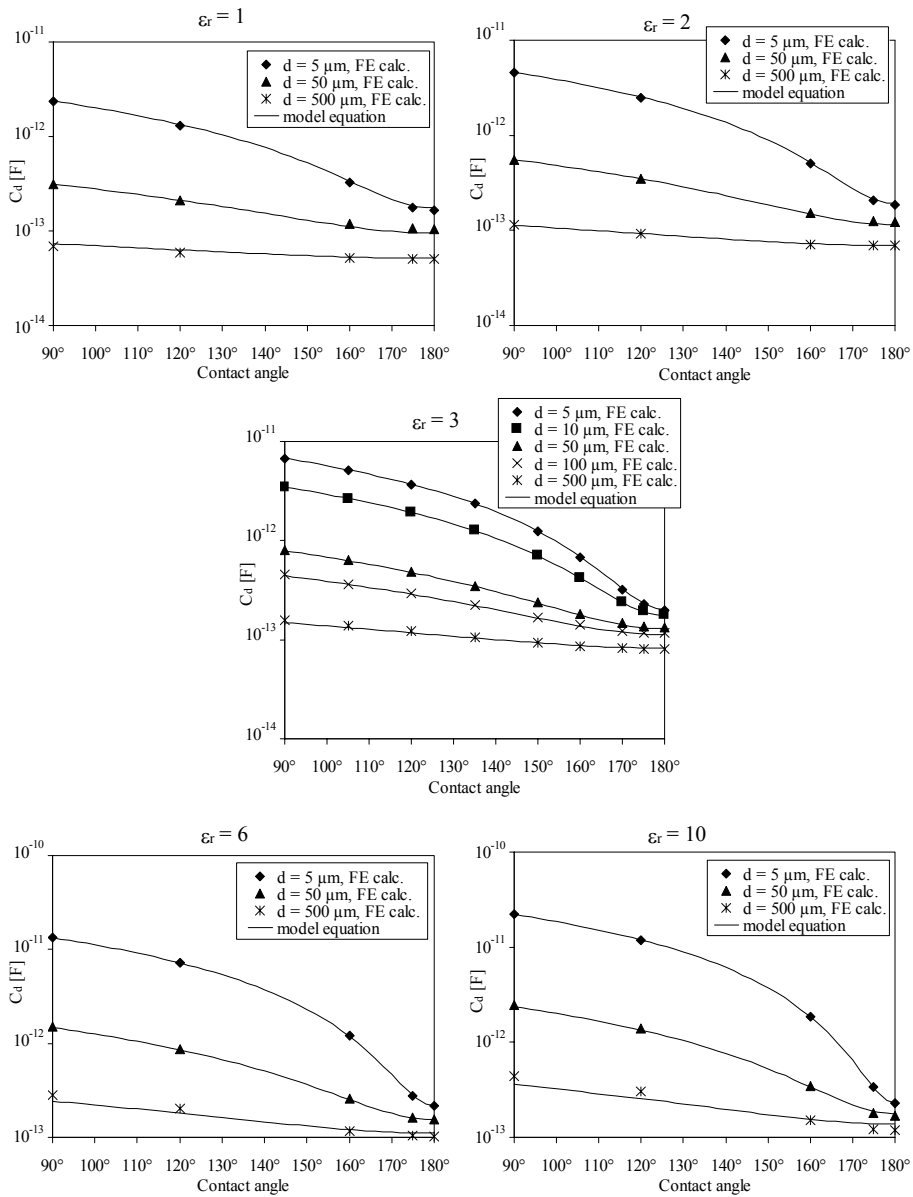 εr = 1
10-11
10-12
10-13
10-14
Cd [F]
d = 5 µm, FE calc.
d = 50 µm, FE calc.
d = 500 µm, FE calc.
model equation
90° 100° 110° 120° 130° 140° 150° 160° 170° 180°
Contact angle
εr = 2
10-11
10-12
10-13
10-14
Cd [F]
d = 5 µm, FE calc.
d = 50 µm, FE calc.
d = 500 µm, FE calc.
model equation
90° 100° 110° 120° 130° 140° 150° 160° 170° 180°
Contact angle
εr = 3
10-11
10-12
10-13
10-14
Cd [F]
d = 5 µm, FE calc.
d = 10 µm, FE calc.
d = 50 µm, FE calc.
d = 100 µm, FE calc.
d = 500 µm, FE calc.
model equation
90° 100° 110° 120° 130° 140° 150° 160° 170° 180°
Contact angle
εr = 6
10-10
10-11
10-12
10-13
Cd [F]
d = 5 µm, FE calc.
d = 50 µm, FE calc.
d = 500 µm, FE calc.
model equation
90° 100° 110° 120° 130° 140° 150° 160° 170° 180°
Contact angle
εr = 10
10-10
10-11
10-12
10-13
Cd [F]
d = 5 µm, FE calc.
d = 50 µm, FE calc.
d = 500 µm, FE calc.
model equation
90° 100° 110° 120° 130° 140° 150° 160° 170° 180°
Contact angle